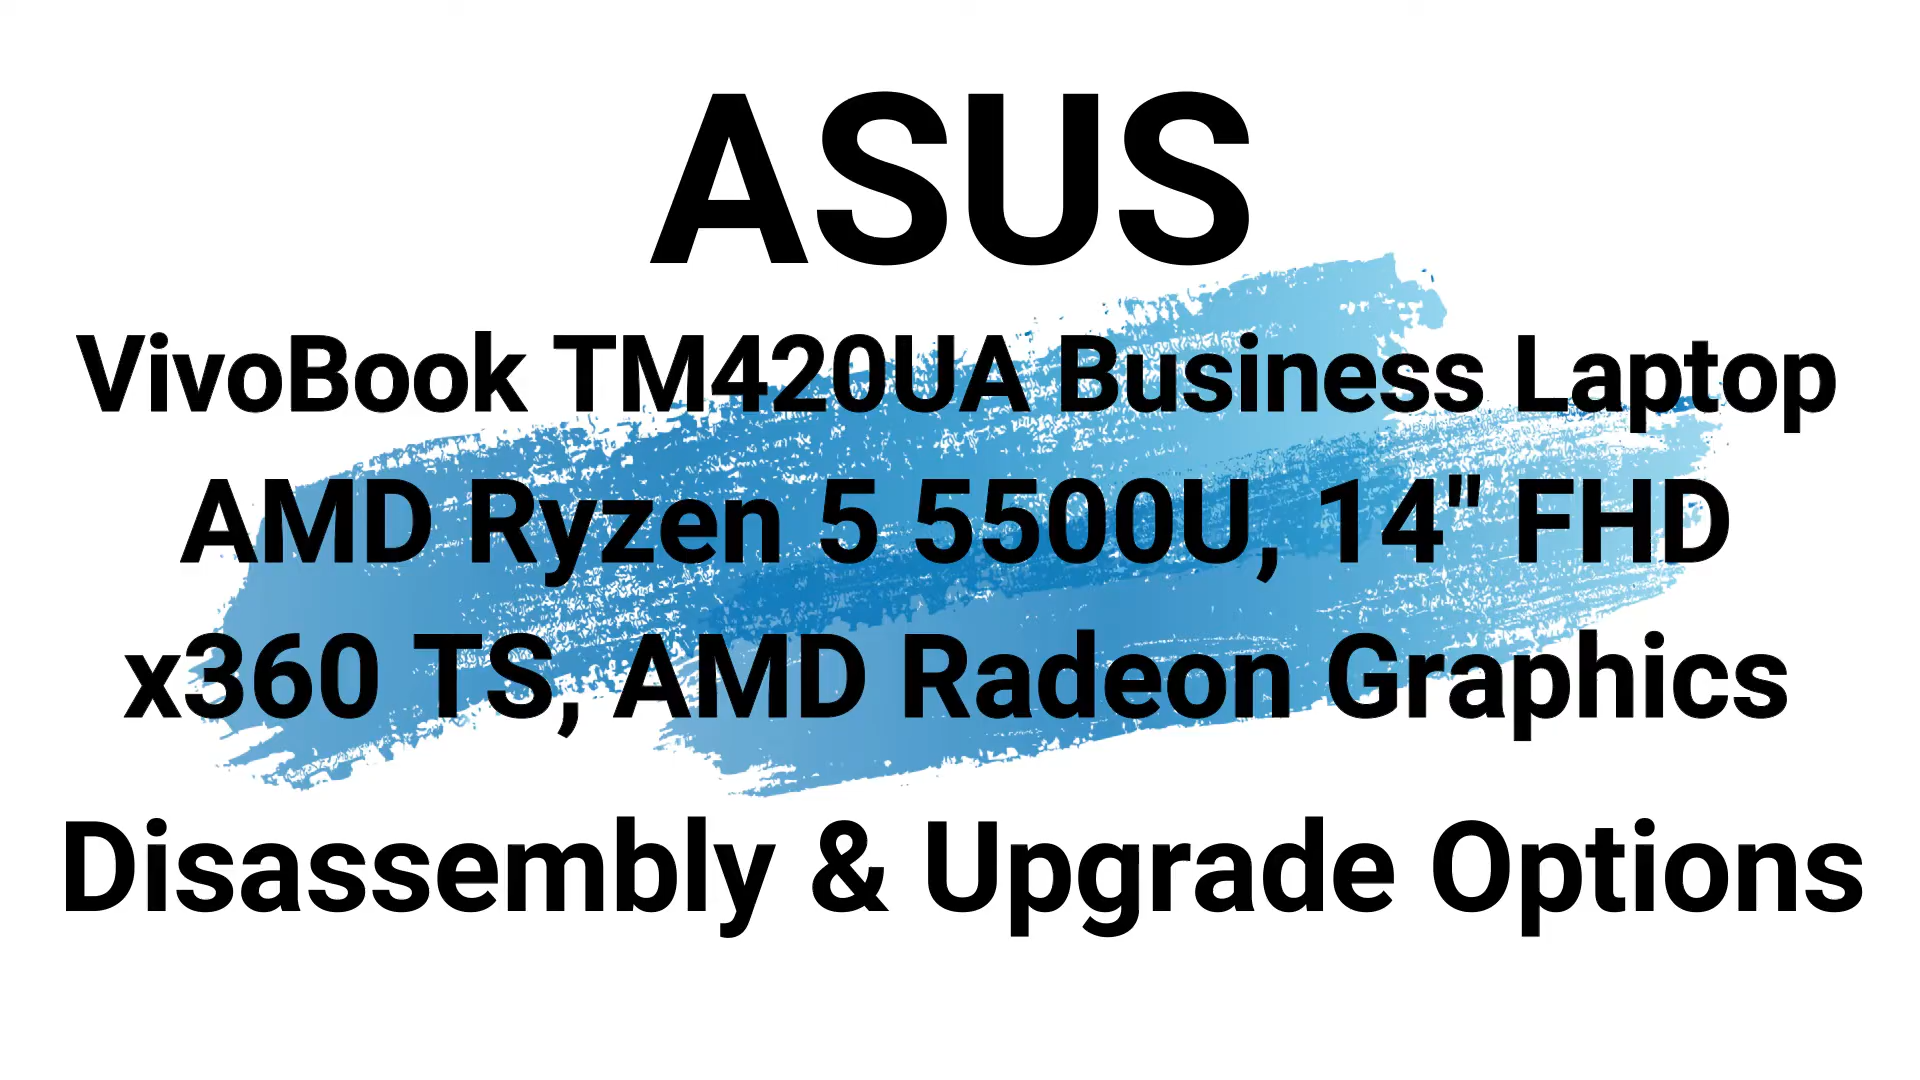 ASUS
VivoBook TM420UA Business Laptop
AMD Ryzen 5 5500U, 14" FHD
x360 TS, AMD Radeon Graphics
Disassembly & Upgrade Options